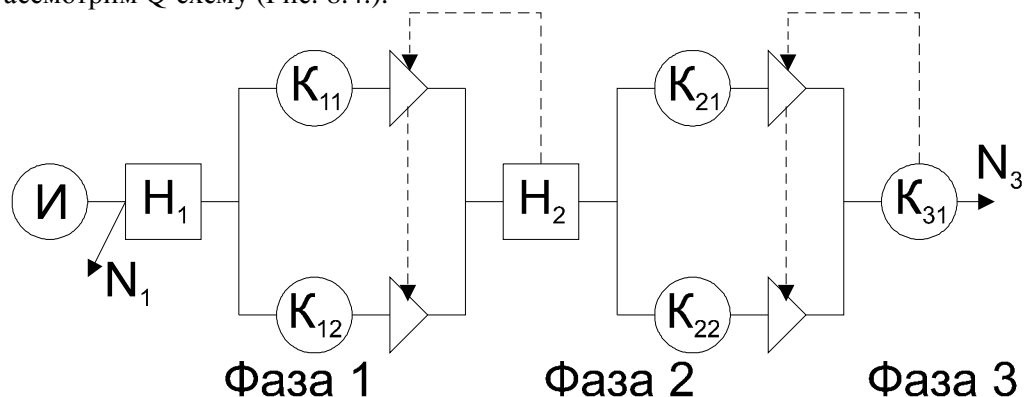 Рассмотрим Q-схему (Рис. 8.4.).
К11 К21
И Н1 Н2 К31 N3
N1
К12 К22
Фаза 1 Фаза 2 Фаза 3